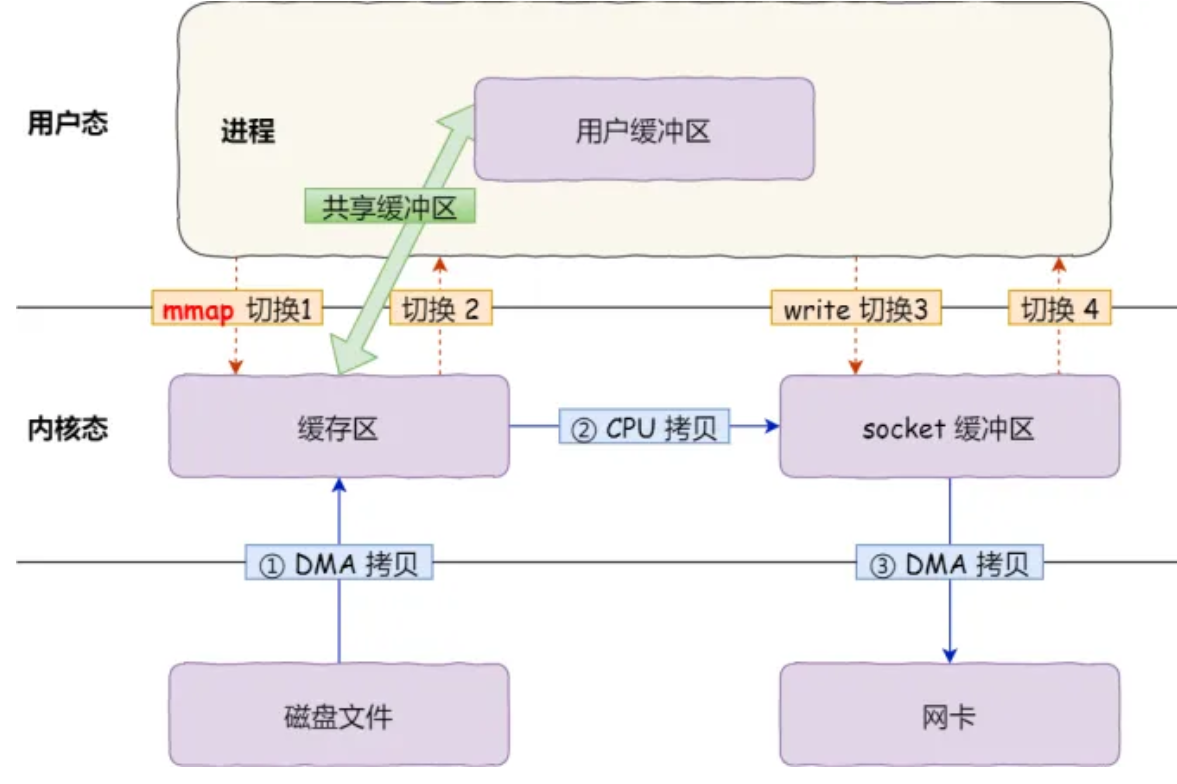 用户态
进程
用户缓冲区
共享缓冲区
mmap 切换1
切换 2
write 切换3
切换 4
内核态
缓存区
② CPU 拷贝
socket 缓冲区
① DMA 拷贝
③ DMA 拷贝
磁盘文件
网卡